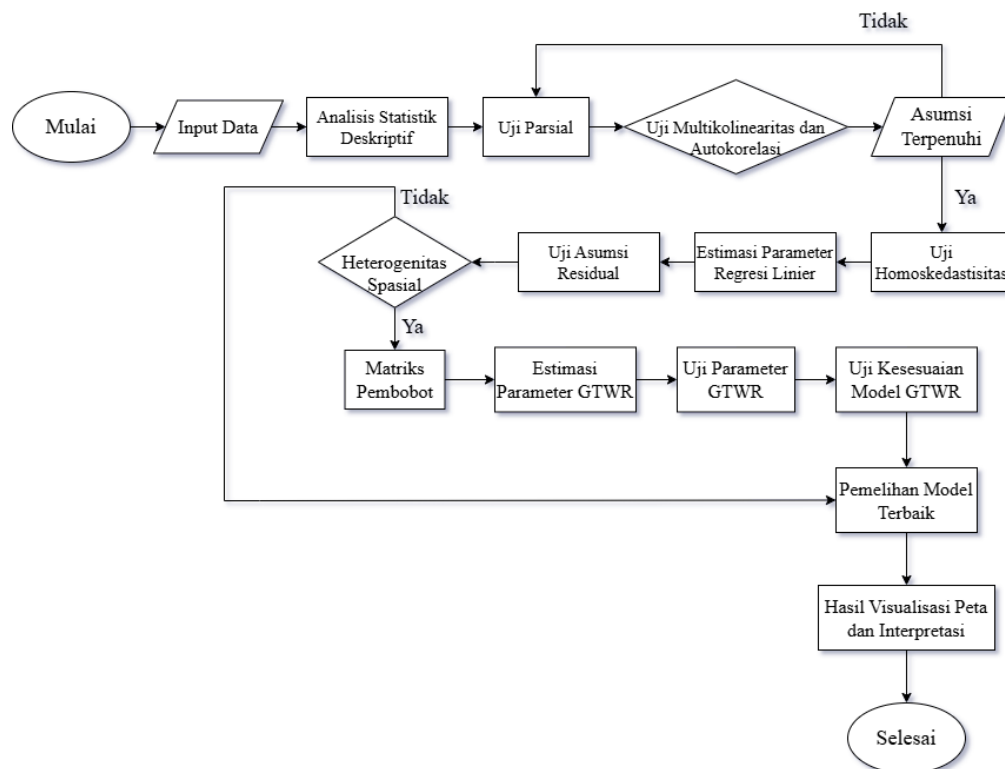 Tidak
Mulai
Input Data
Analisis Statistik
Deskriptif
Uji Parsial
Uji Multikolinearitas dan
Autokorelasi
Asumsi
Terpenuhi
Ya
Tidak
Heterogenitas
Spasial
Uji Asumsi
Residual
Estimasi Parameter
Regresi Linier
Uji
Homoskedastisitas
Ya
Matriks
Pembobot
Estimasi
Parameter GTWR
Uji Parameter
GTWR
Uji Kesesuaian
Model GTWR
Pemelihan Model
Terbaik
Hasil Visualisasi Peta
dan Interpretasi
Selesai